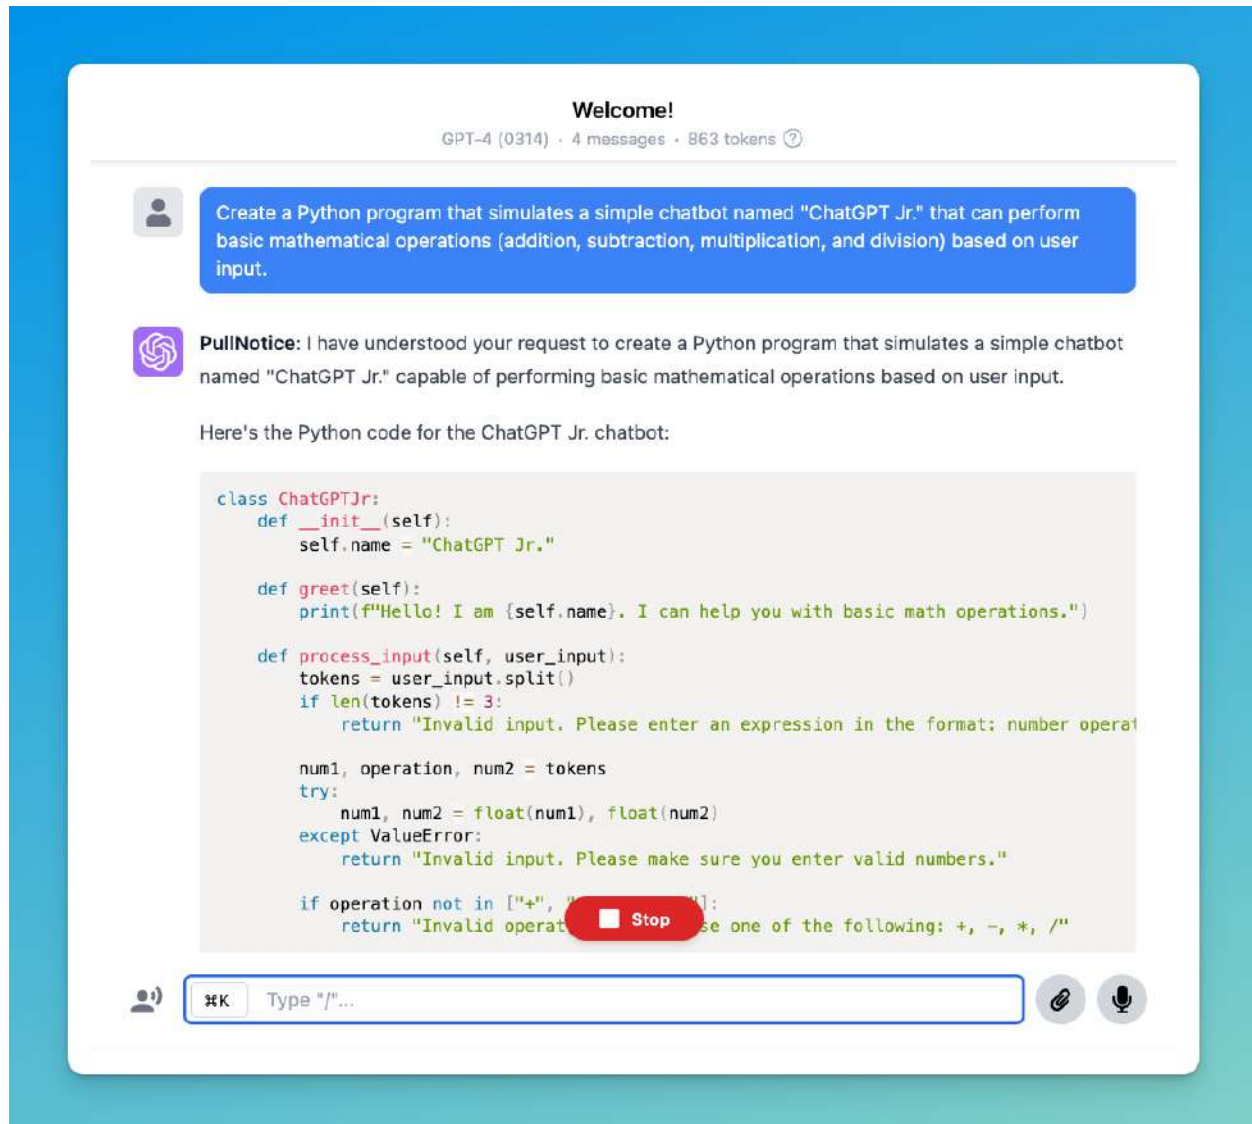 Welcome!
GPT-4 (0314) · 4 messages · 863 tokens ?
Create a Python program that simulates a simple chatbot named "ChatGPT Jr." that can perform
basic mathematical operations (addition, subtraction, multiplication, and division) based on user
input.
PullNotice: I have understood your request to create a Python program that simulates a simple chatbot
named "ChatGPT Jr." capable of performing basic mathematical operations based on user input.
Here's the Python code for the ChatGPT Jr. chatbot:
class ChatGPTJr:
    def __init__(self):
        self.name = "ChatGPT Jr."
    def greet(self):
        print(f"Hello! I am {self.name}. I can help you with basic math operations.")
    def process_input(self, user_input):
        tokens = user_input.split()
        if len(tokens) != 3:
            return "Invalid input. Please enter an expression in the format: number operat
        num1, operation, num2 = tokens
        try:
            num1, num2 = float(num1), float(num2)
        except ValueError:
            return "Invalid input. Please make sure you enter valid numbers."
        if operation not in ["+", "]:
            return "Invalid operat se one of the following: +, -, *, /"
Stop
⌘K Type "/"...